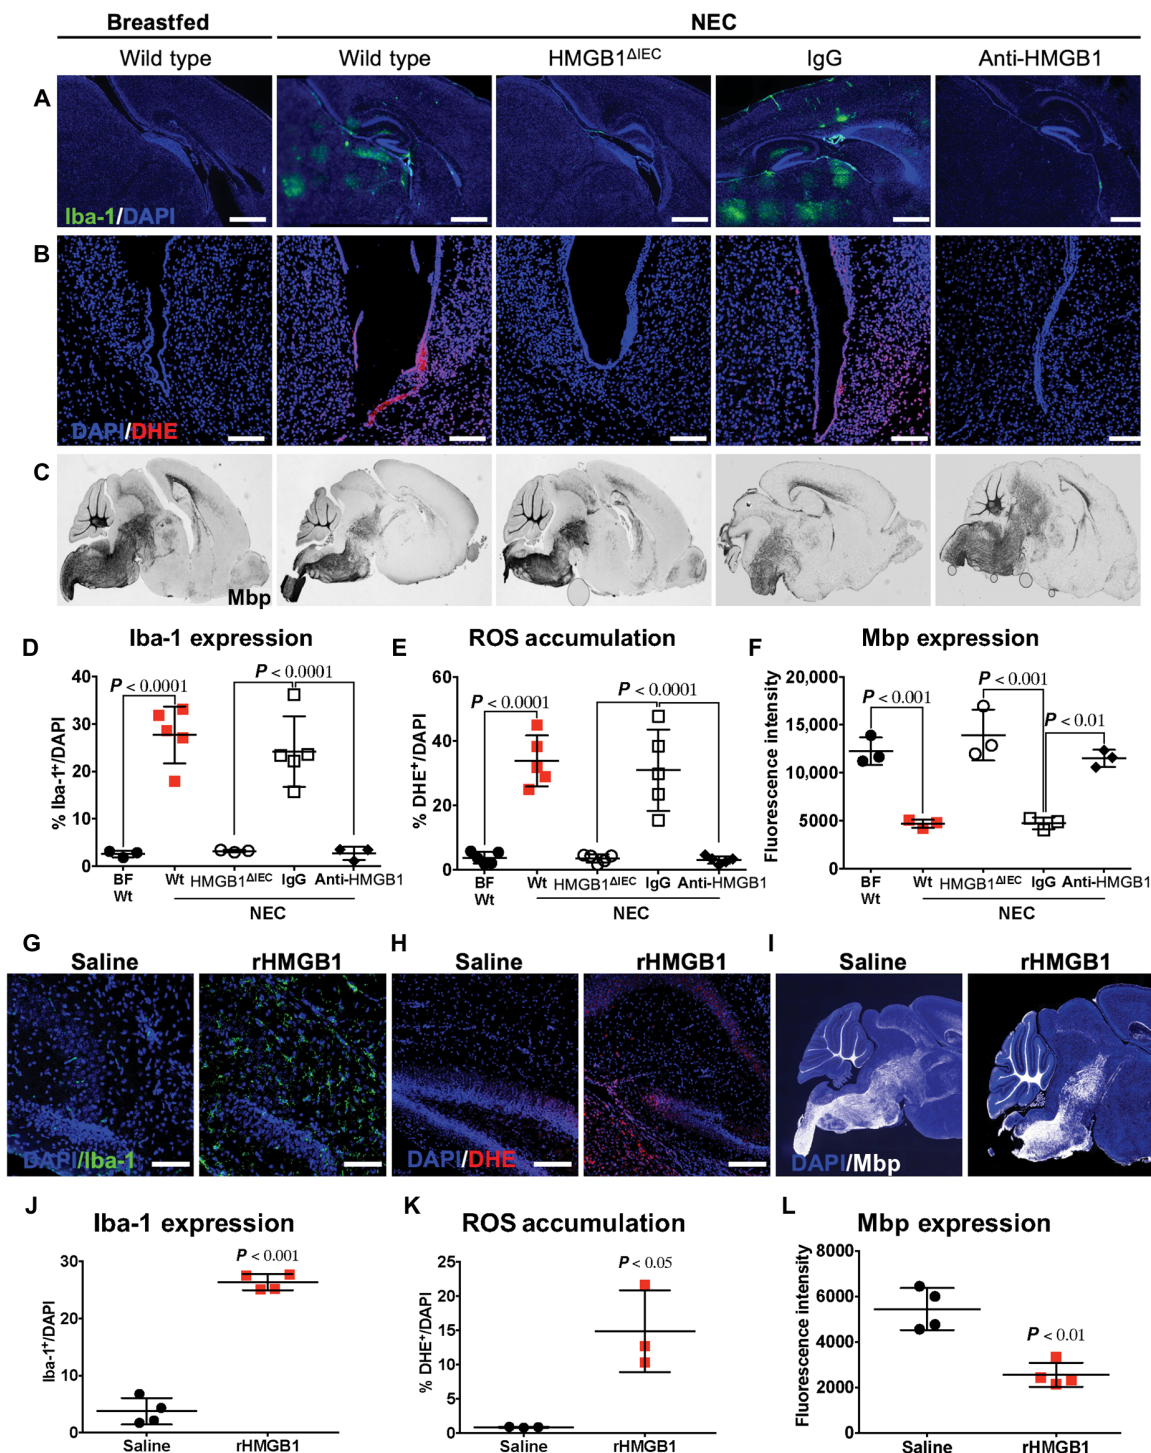 Breastfed NEC
Wild type Wild type HMGB1ΔIEC IgG Anti-HMGB1
A
Iba-1/DAPI
B
DAPI/DHE
C
Mbp
D Iba-1 expression
E ROS accumulation
F Mbp expression
% Iba-1+/DAPI
40
30
20
10
0
P < 0.0001
P < 0.0001
BF Wt HMGB1ΔIEC IgG Anti-HMGB1
Wt
NEC
% DHE+/DAPI
60
40
20
0
P < 0.0001
P < 0.0001
BF Wt HMGB1ΔIEC IgG Anti-HMGB1
Wt
NEC
Fluorescence intensity
20,000
15,000
10,000
5000
0
P < 0.001
P < 0.001
P < 0.01
BF Wt HMGB1ΔIEC IgG Anti-HMGB1
Wt
NEC
G
Saline rHMGB1
DAPI/Iba-1
H
Saline rHMGB1
DAPI/DHE
I
Saline rHMGB1
DAPI/Mbp
J
Iba-1 expression
Iba-1+/DAPI
30
20
10
0
P < 0.001
Saline rHMGB1
K
ROS accumulation
% DHE+/DAPI
25
20
15
10
5
0
P < 0.05
Saline rHMGB1
L
Mbp expression
Fluorescence intensity
8000
6000
4000
2000
0
P < 0.01
Saline rHMGB1